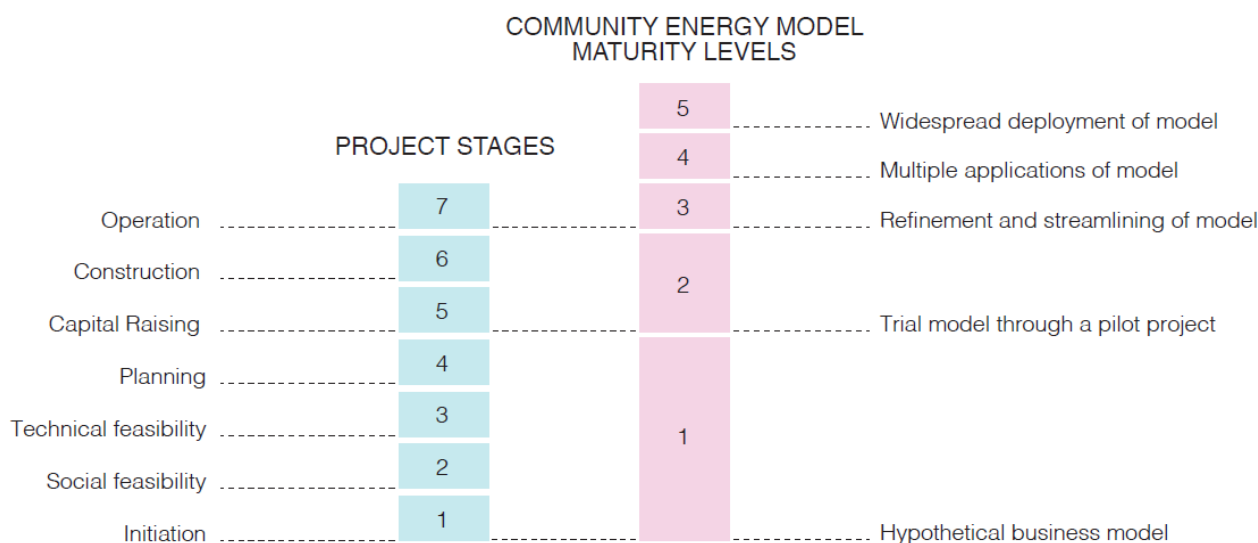 COMMUNITY ENERGY MODEL
MATURITY LEVELS
5
Widespread deployment of model
PROJECT STAGES
4
Multiple applications of model
Operation
7
3
Refinement and streamlining of model
Construction
6
2
Capital Raising
5
Trial model through a pilot project
Planning
4
Technical feasibility
3
1
Social feasibility
2
Initiation
1
Hypothetical business model